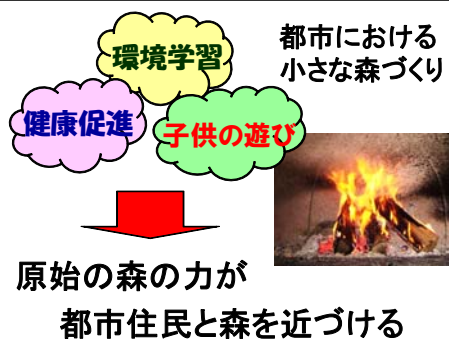 環境学習
都市における
小さな森づくり
健康促進
子供の遊び
原始の森の力が
都市住民と森を近づける